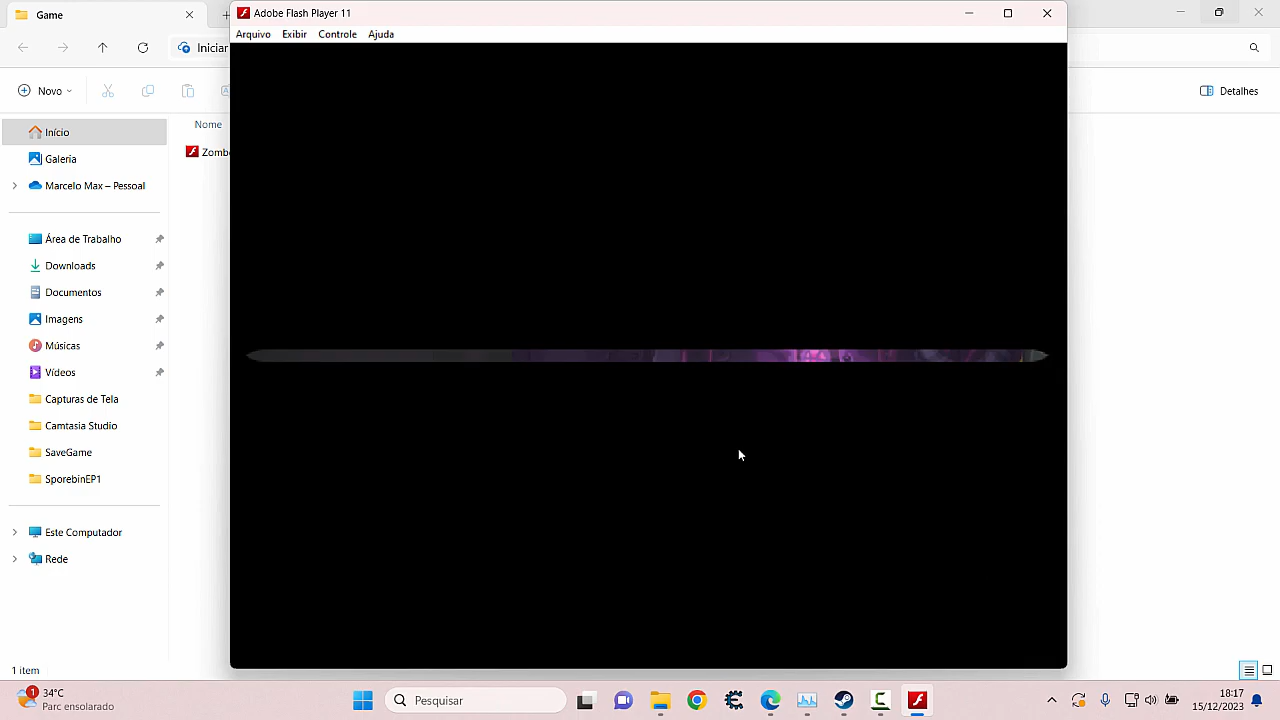 Game
Adobe Flash Player 11
Arquivo Exibir Controle Ajuda
Iniciar
Novo
Detalhes
Nome
Início
Galeria
Marcelo Max – Pessoal
Área de Trabalho
Downloads
Documentos
Imagens
Músicas
Vídeos
Capturas de Tela
Camtasia Studio
SaveGame
SporebinEP1
Este Computador
Rede
Zomb
1 item
1
34°C
Parc ensolarado
Pesquisar
18:17
15/12/2023